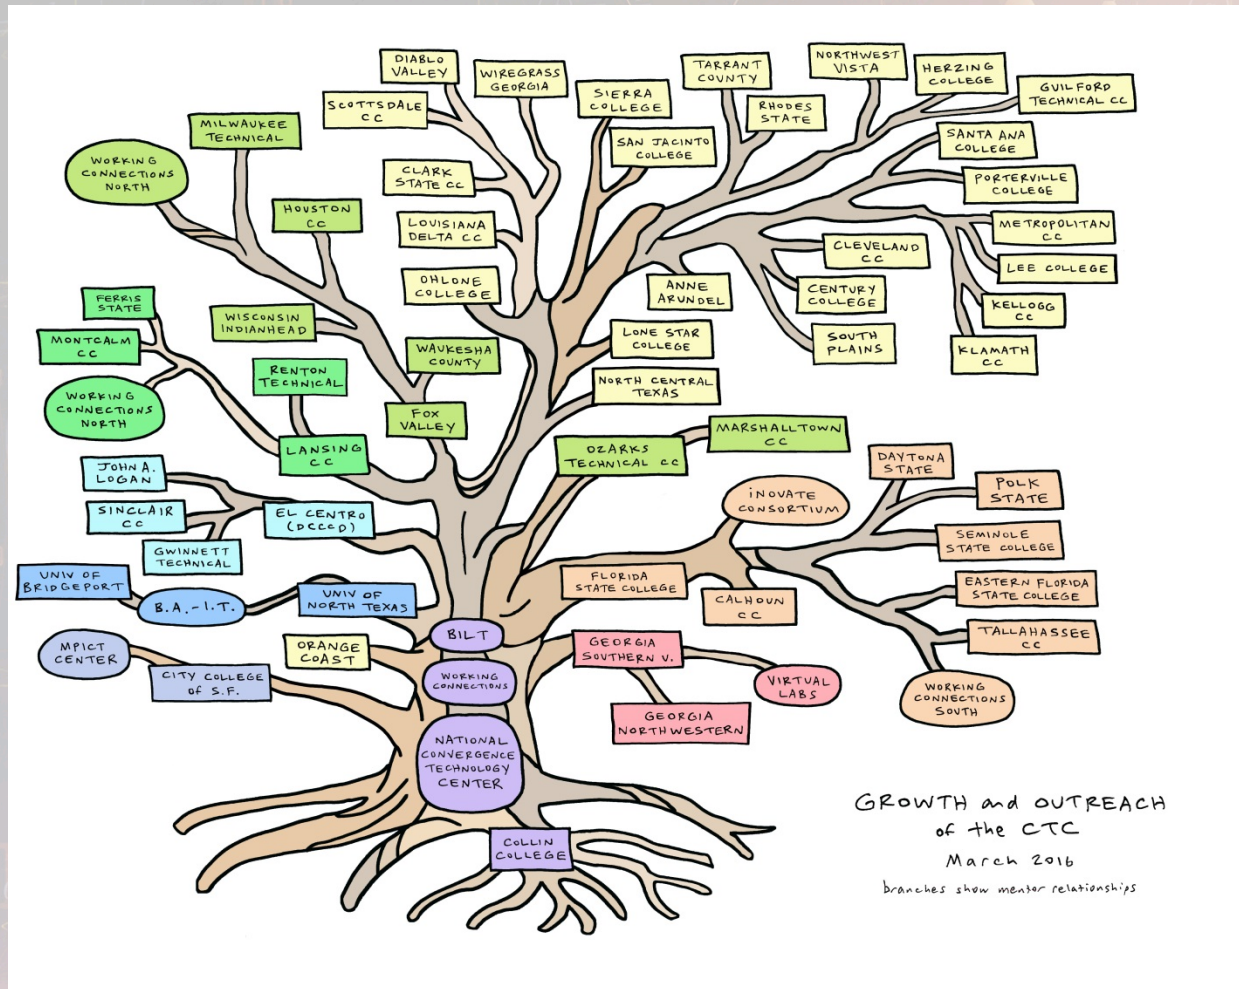 DIABLO
VALLEY
WIREGRASS
GEORGIA
SIERRA
COLLEGE
TARRANT
COUNTY
NORTHWEST
VISTA
HERZING
COLLEGE
GUILFORD
TECHNICAL CC
SCOTTSDALE
CC
RHODES
STATE
MILWAUKEE
TECHNICAL
SAN JACINTO
COLLEGE
SANTA ANA
COLLEGE
WORKING
CONNECTIONS
NORTH
CLARK
STATE CC
PORTERVILLE
COLLEGE
HOUSTON
CC
LOUISIANA
DELTA CC
METROPOLITAN
CC
CLEVELAND
CC
LEE COLLEGE
OHLONE
COLLEGE
ANNE
ARUNDEL
CENTURY
COLLEGE
KELLOGG
CC
FERRIS
STATE
WISCONSIN
INDIANHEAD
LONE STAR
COLLEGE
SOUTH
PLAINS
KLAMATH
CC
MONTCALM
CC
WAUKESHA
COUNTY
RENTON
TECHNICAL
NORTH CENTRAL
TEXAS
WORKING
CONNECTIONS
NORTH
FOX
VALLEY
MARSHALLTOWN
CC
LANSING
CC
OZARKS
TECHNICAL CC
DAYTONA
STATE
JOHN A.
LOGAN
POLK
STATE
iNOVATE
CONSORTIUM
SINCLAIR
CC
EL CENTRO
(DCCCD)
SEMINOLE
STATE COLLEGE
GWINNETT
TECHNICAL
UNIV OF
BRIDGEPORT
B.A.-I.T.
UNIV OF
NORTH TEXAS
FLORIDA
STATE COLLEGE
CALHOUN
CC
EASTERN FLORIDA
STATE COLLEGE
BILT
TALLAHASSEE
CC
MPICT
CENTER
ORANGE
COAST
GEORGIA
SOUTHERN V.
CITY COLLEGE
OF S.F.
WORKING
CONNECTIONS
VIRTUAL
LABS
WORKING
CONNECTIONS
SOUTH
GEORGIA
NORTHWESTERN
NATIONAL
CONVERGENCE
TECHNOLOGY
CENTER
COLLIN
COLLEGE
GROWTH and OUTREACH
of the CTC
March 2016
branches show mentor relationships